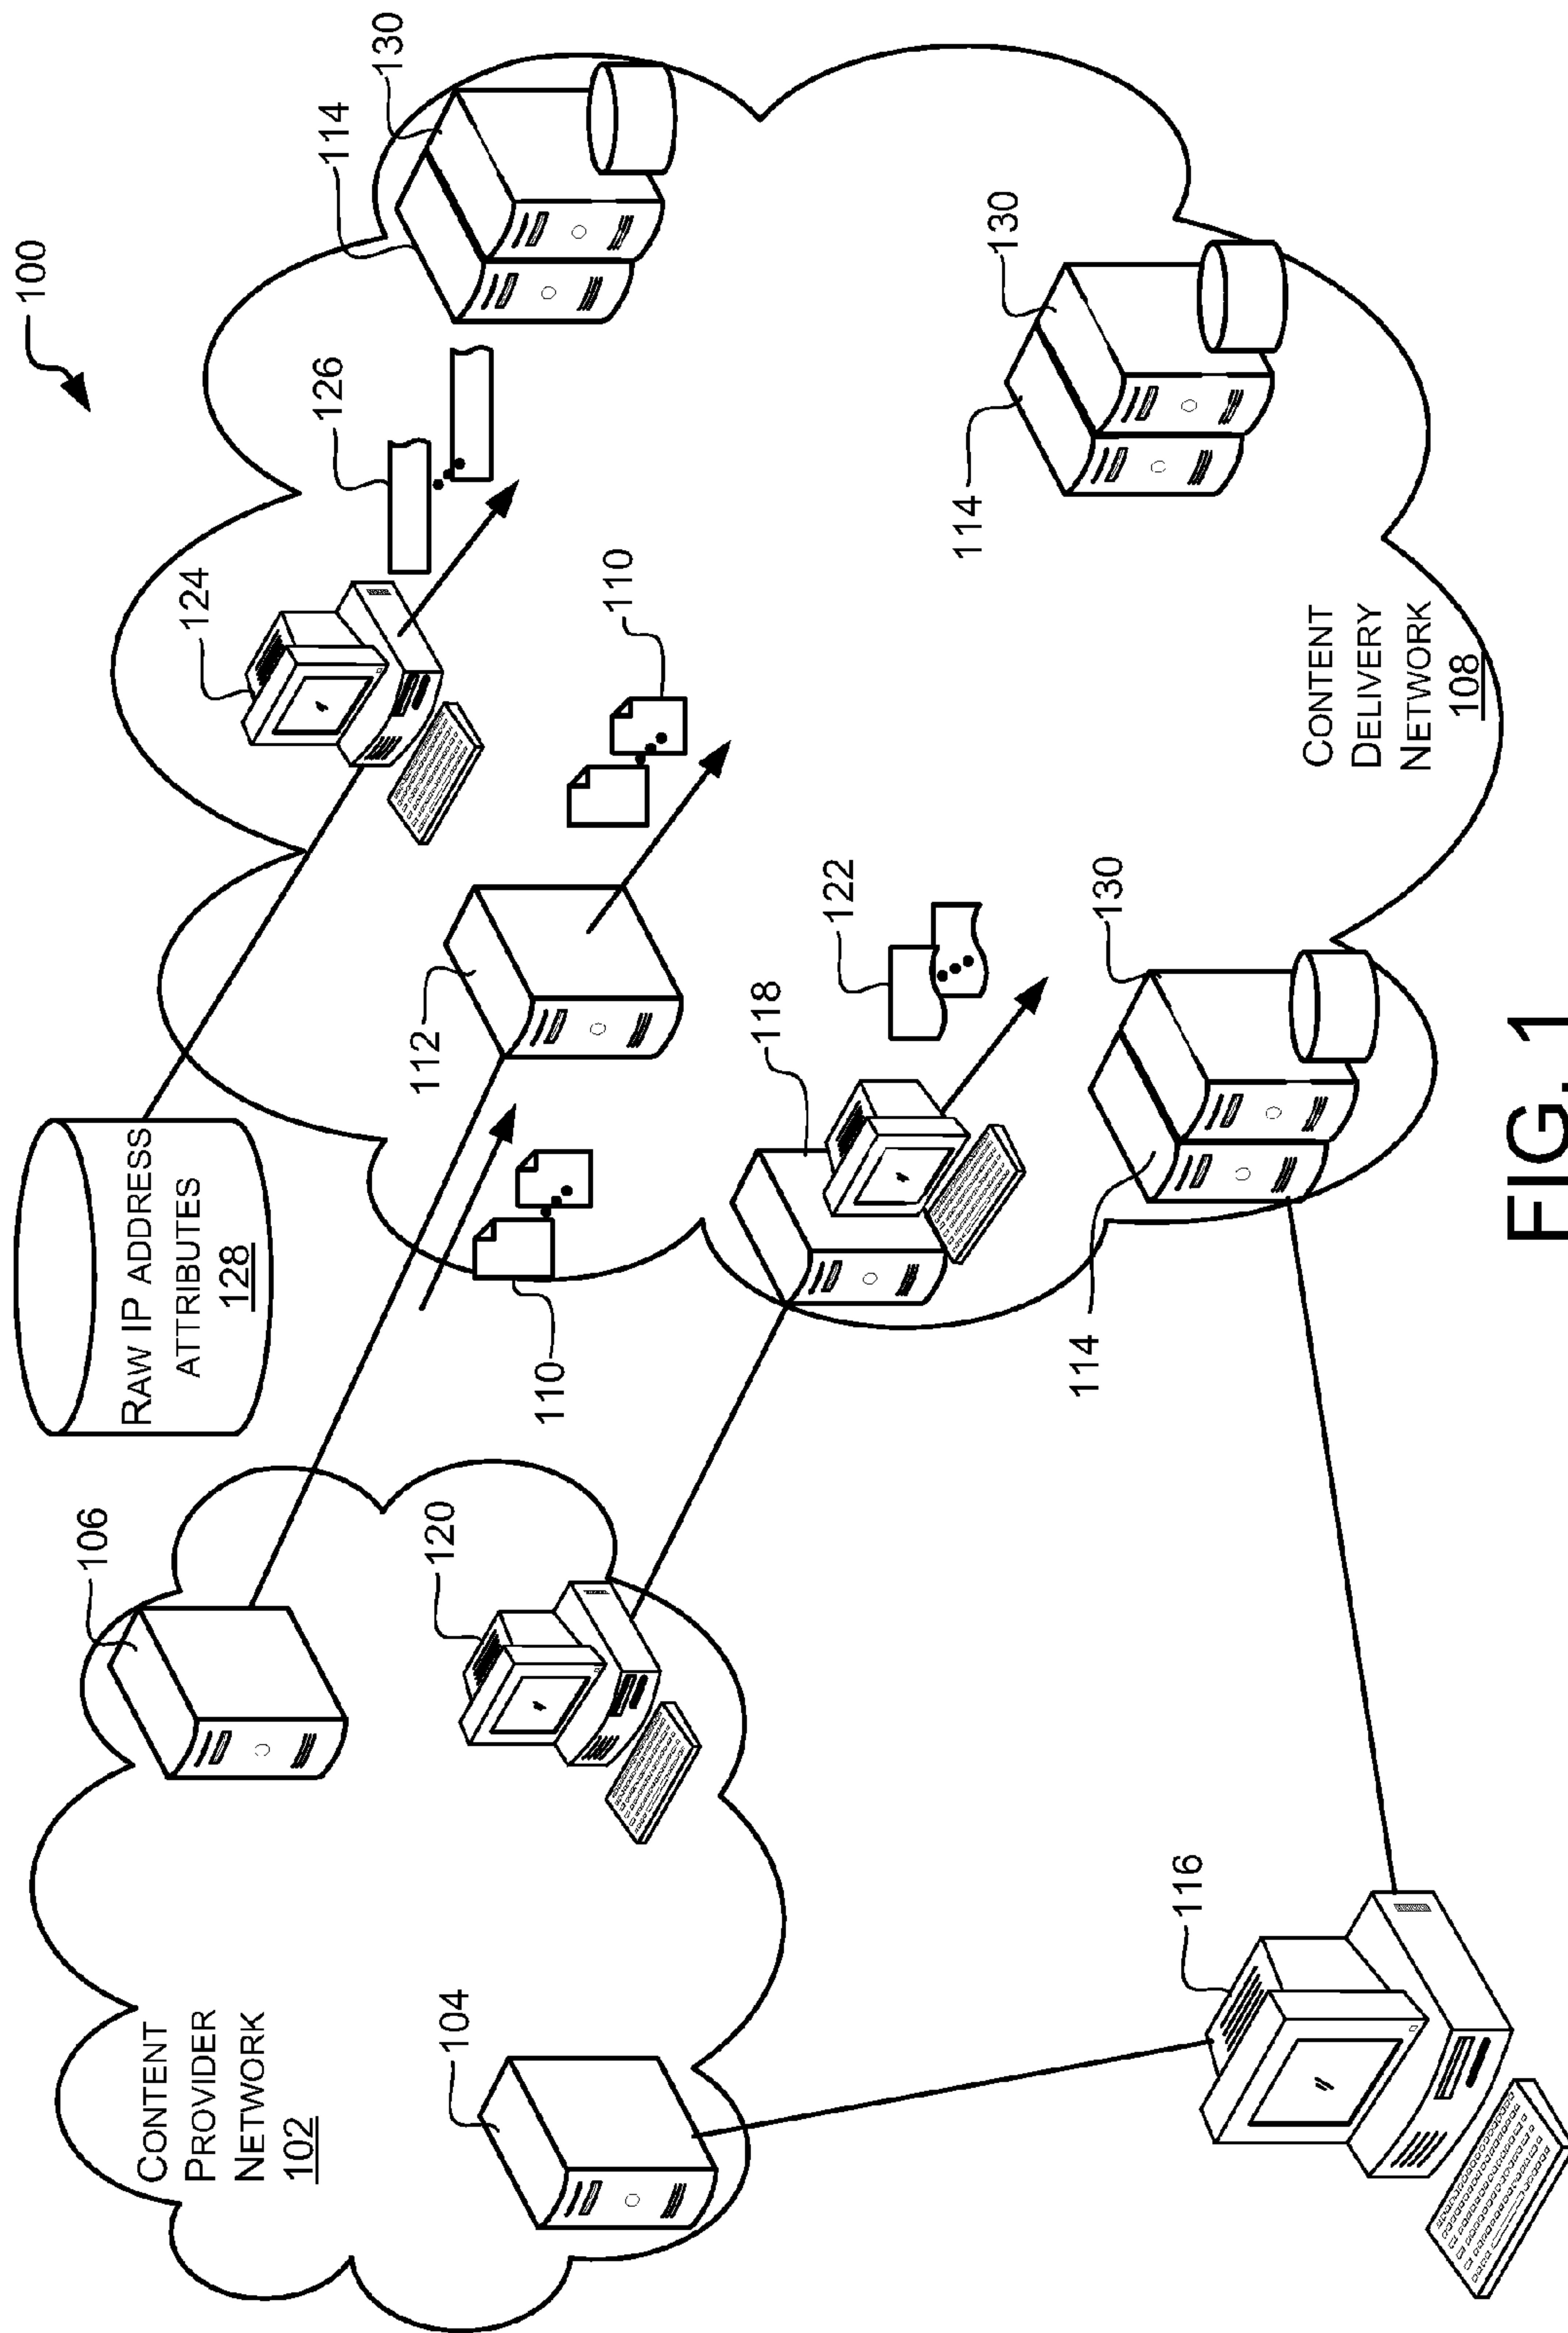 100
RAW IP ADDRESS
ATTRIBUTES
128
106
124
126
114
130
CONTENT
PROVIDER
NETWORK
102
120
110
112
110
104
118
122
114
130
116
114
130
CONTENT
DELIVERY
NETWORK
108
FIG. 1